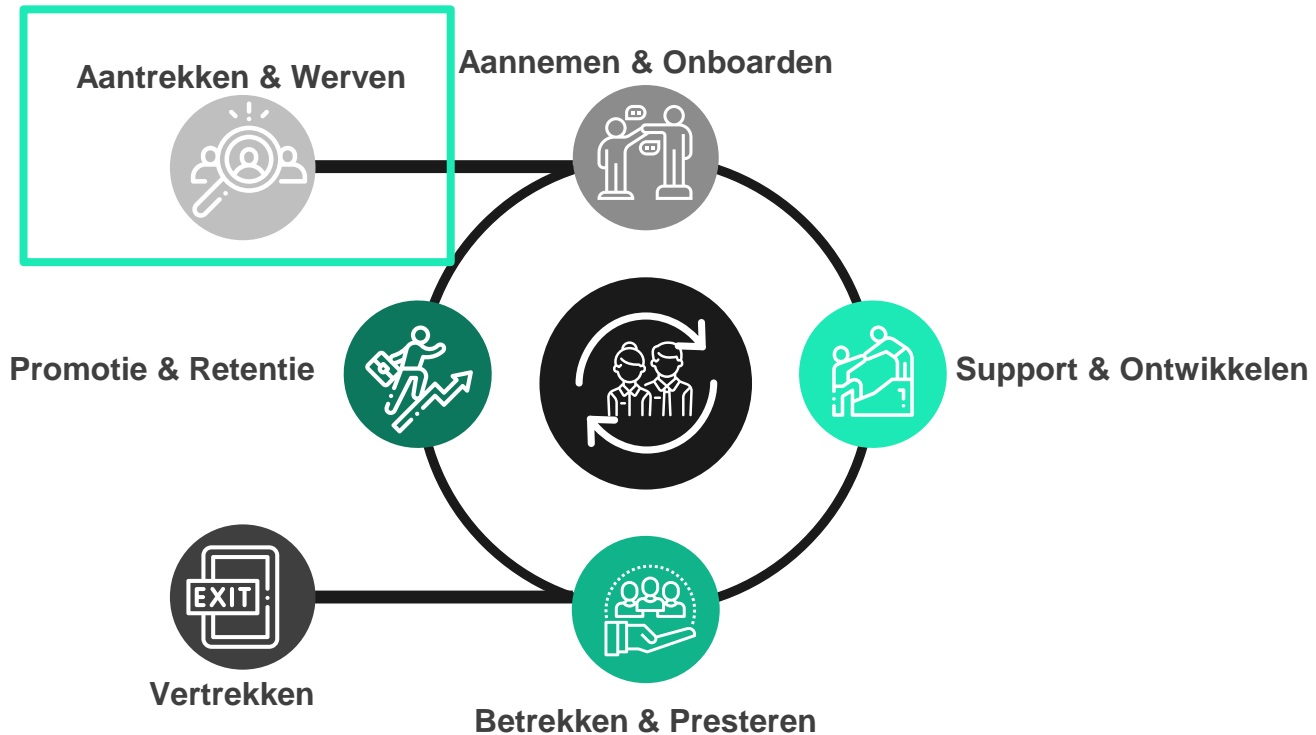 Aantrekken & Werven
Aannemen & Onboarden
Promotie & Retentie
Support & Ontwikkelen
EXIT
Vertrekken
Betrekken & Presteren